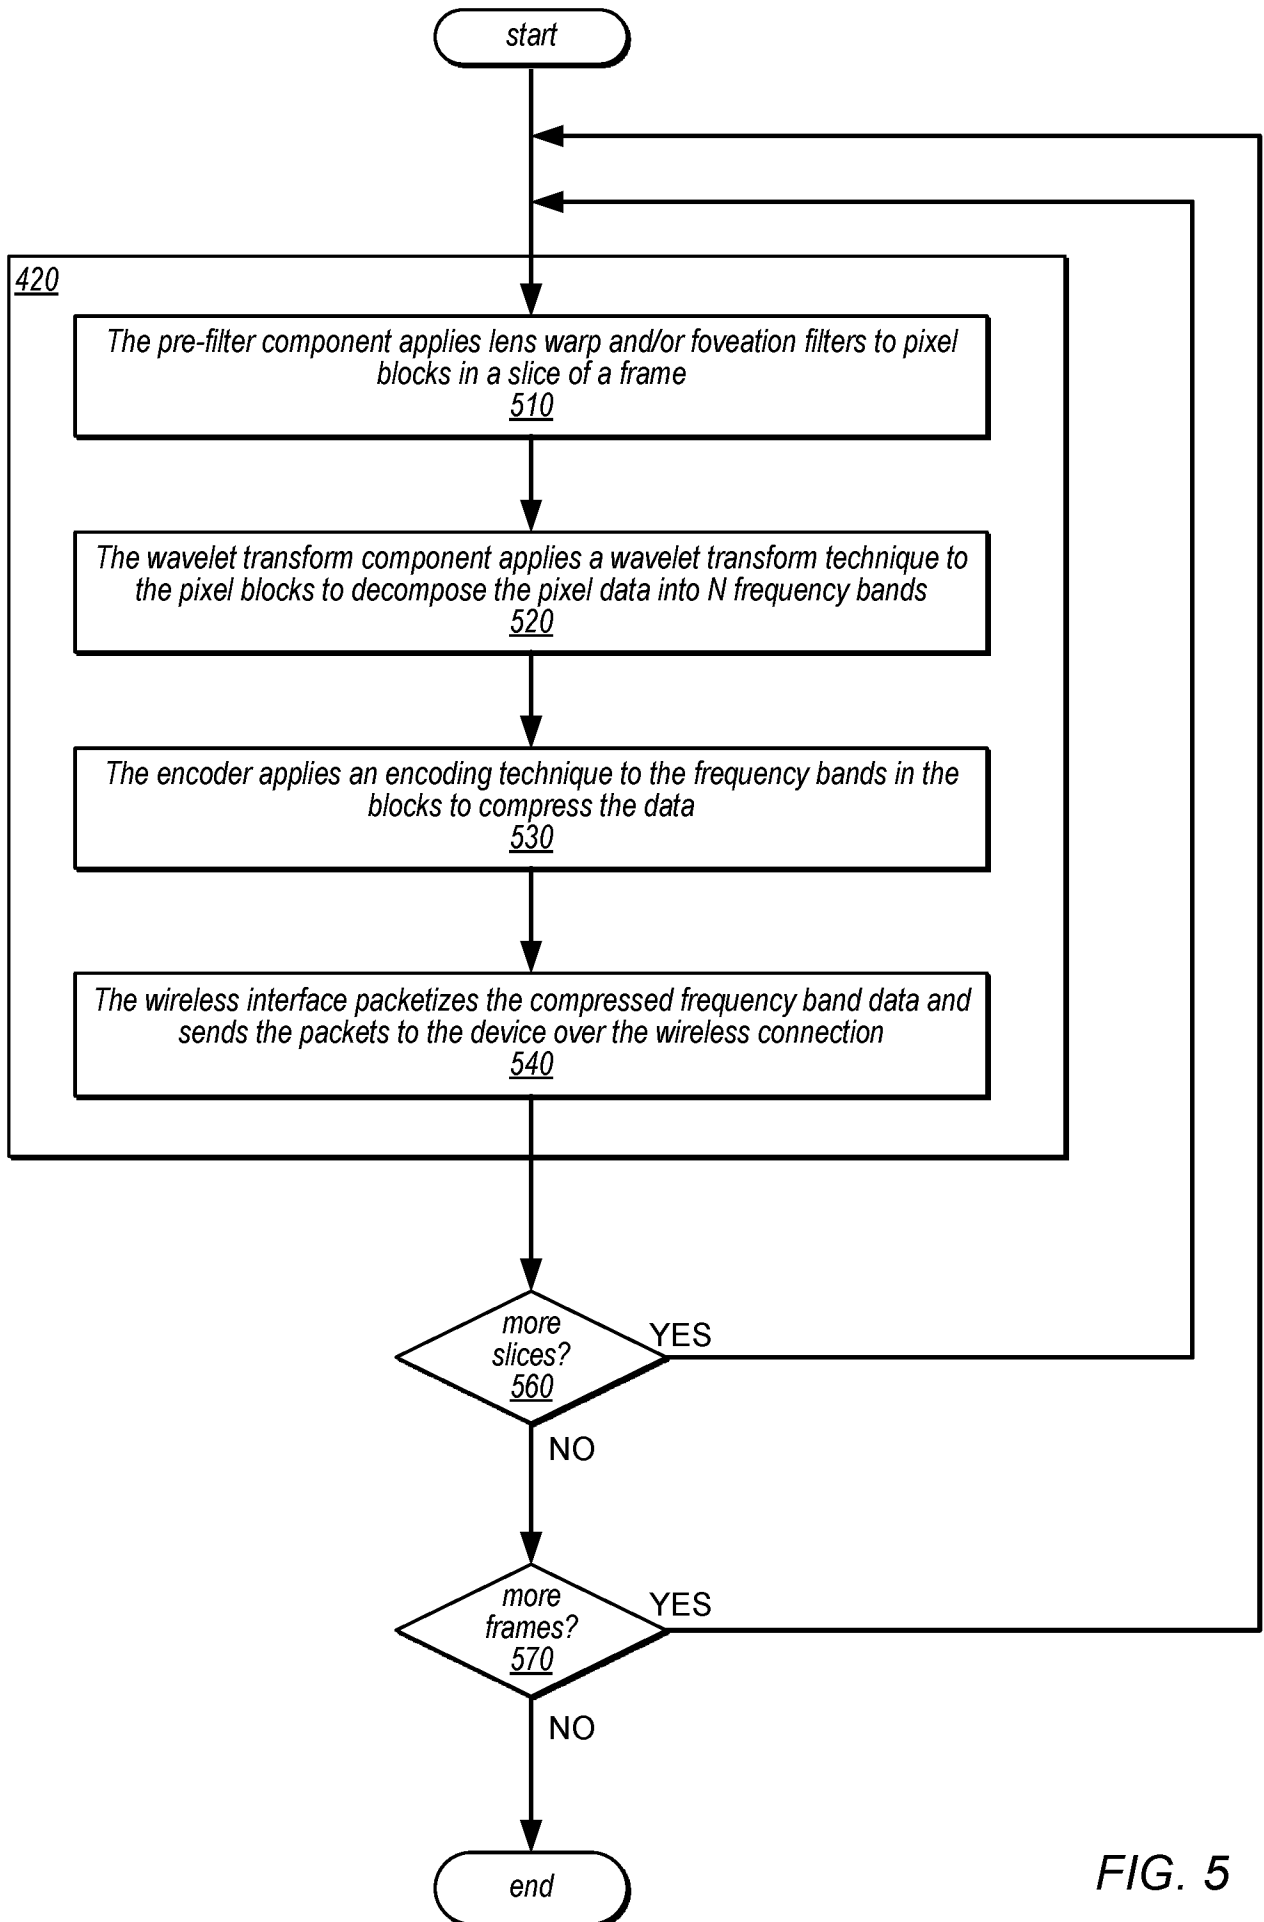 start
420
The pre-filter component applies lens warp and/or foveation filters to pixel
blocks in a slice of a frame
510
The wavelet transform component applies a wavelet transform technique to
the pixel blocks to decompose the pixel data into N frequency bands
520
The encoder applies an encoding technique to the frequency bands in the
blocks to compress the data
530
The wireless interface packetizes the compressed frequency band data and
sends the packets to the device over the wireless connection
540
more
slices?
560
YES
NO
more
frames?
570
YES
NO
end
FIG. 5